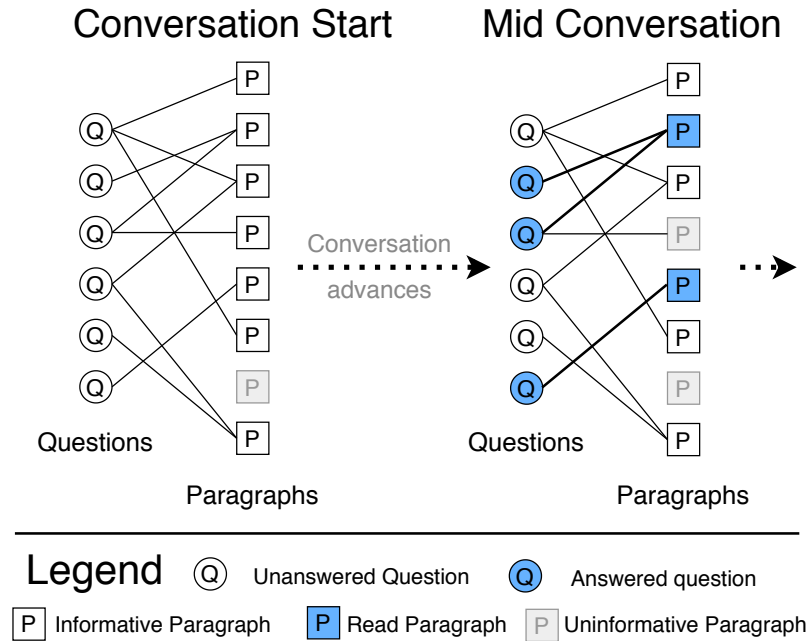 Conversation Start
Mid Conversation
P
P
Q
P
Q
P
Q
P
Q
P
Q
P
Q
P
Q
P
Questions
Paragraphs
Conversation
advances
P
Q
P
Q
P
Q
P
Q
P
Q
P
Q
P
P
Questions
Paragraphs
Legend
Q Unanswered Question
Q Answered question
P Informative Paragraph
P Read Paragraph
P Uninformative Paragraph